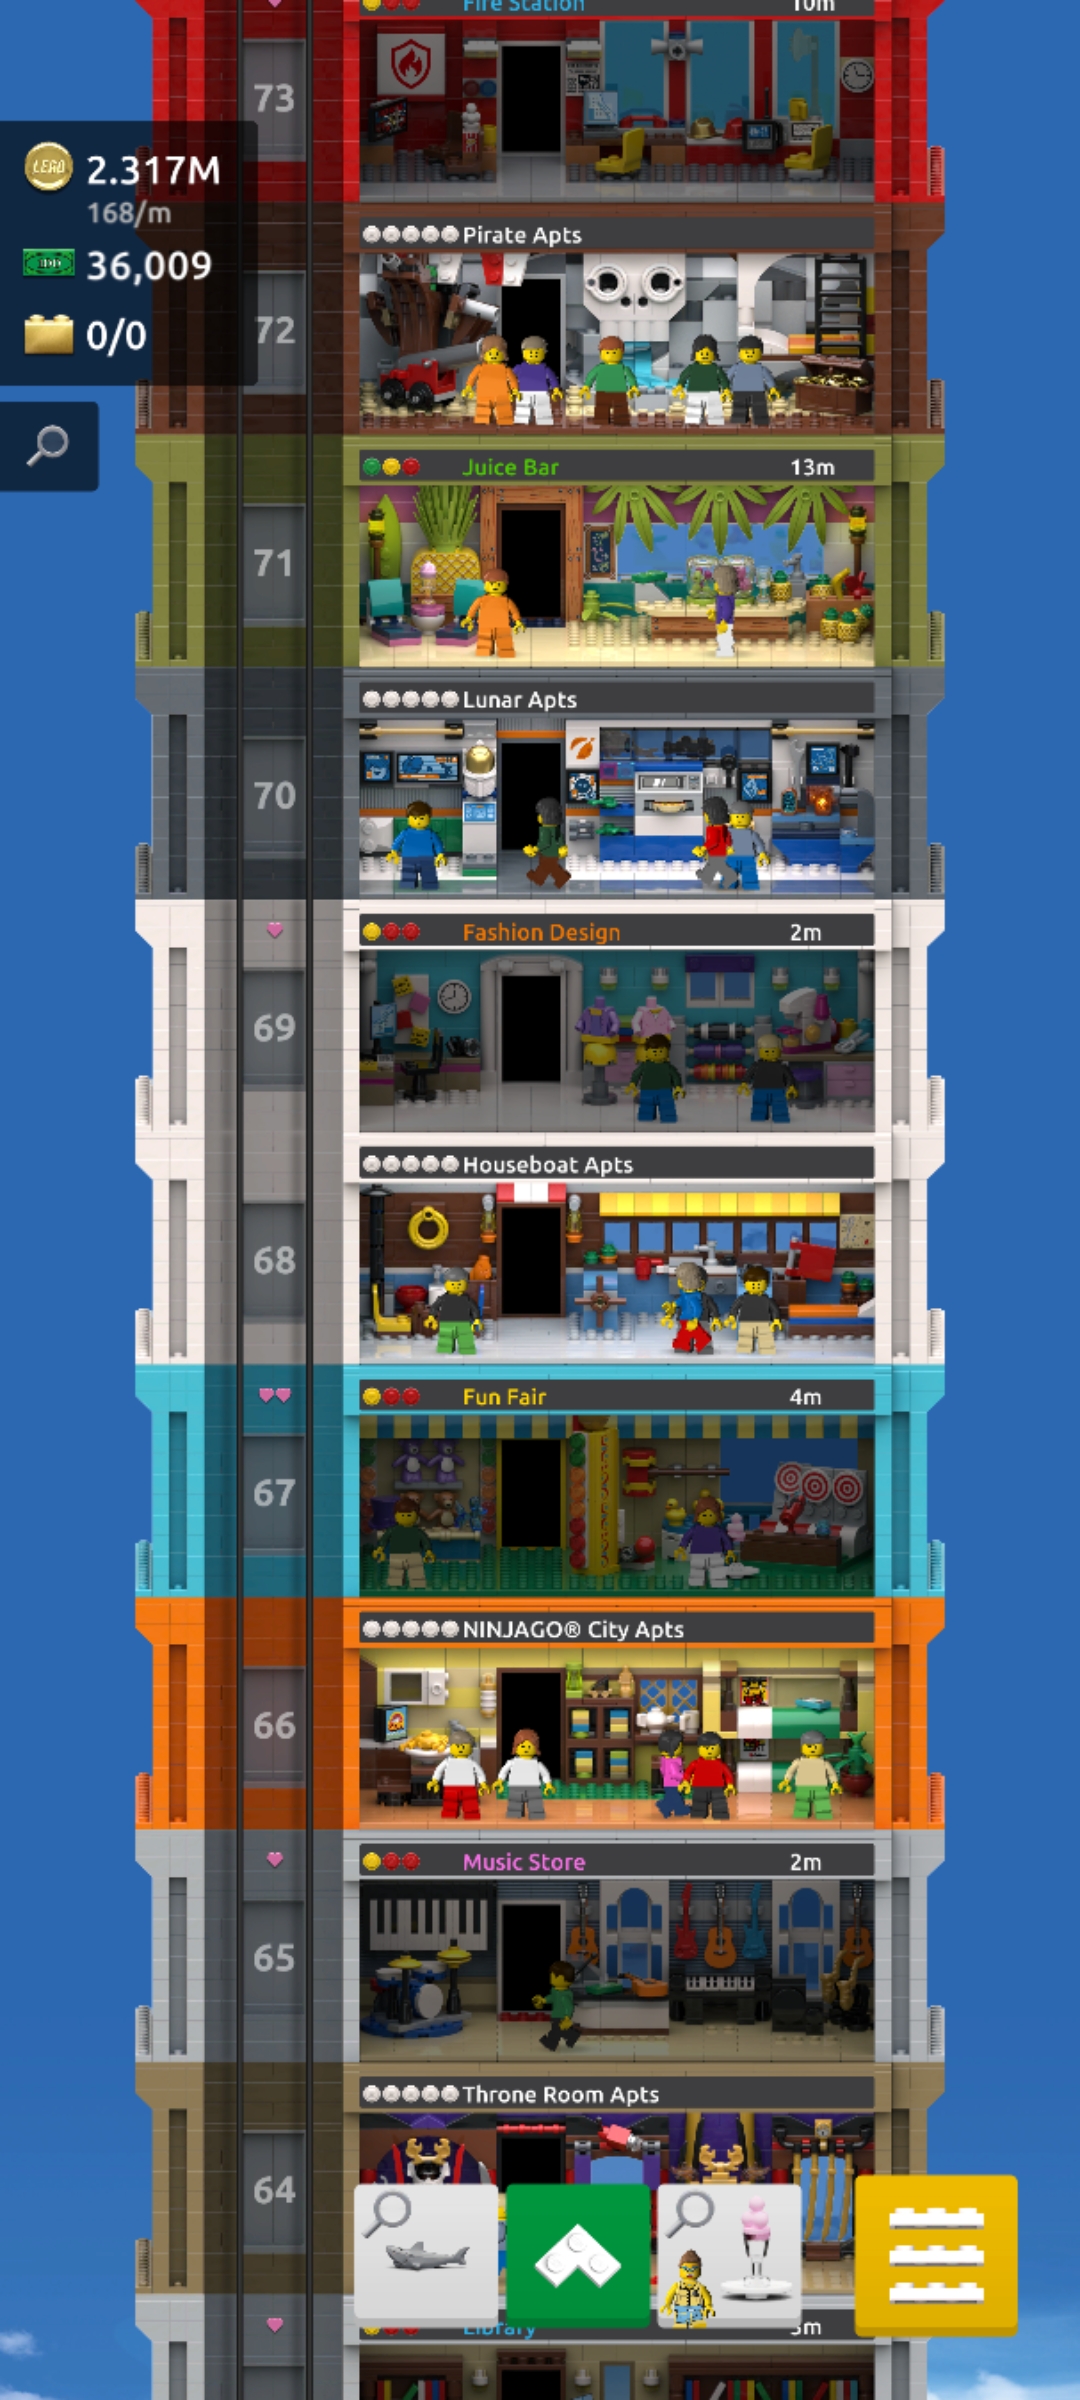 Fire Station 10m
73
LEGO 2.317M
168/m
36,009
0/0
Pirate Apts
72
Juice Bar 13m
71
Lunar Apts
70
Fashion Design 2m
69
Houseboat Apts
68
Fun Fair 4m
67
NINJAGO® City Apts
66
Music Store 2m
65
Throne Room Apts
64
Library 3m